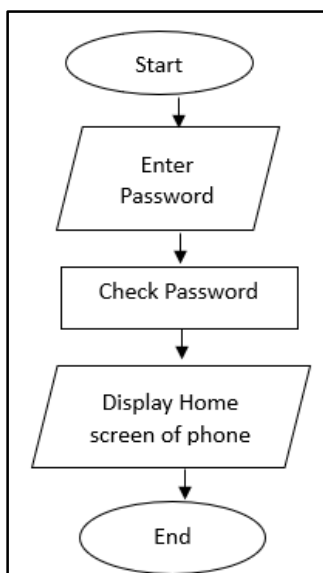 Start
Enter
Password
Check Password
Display Home
screen of phone
End